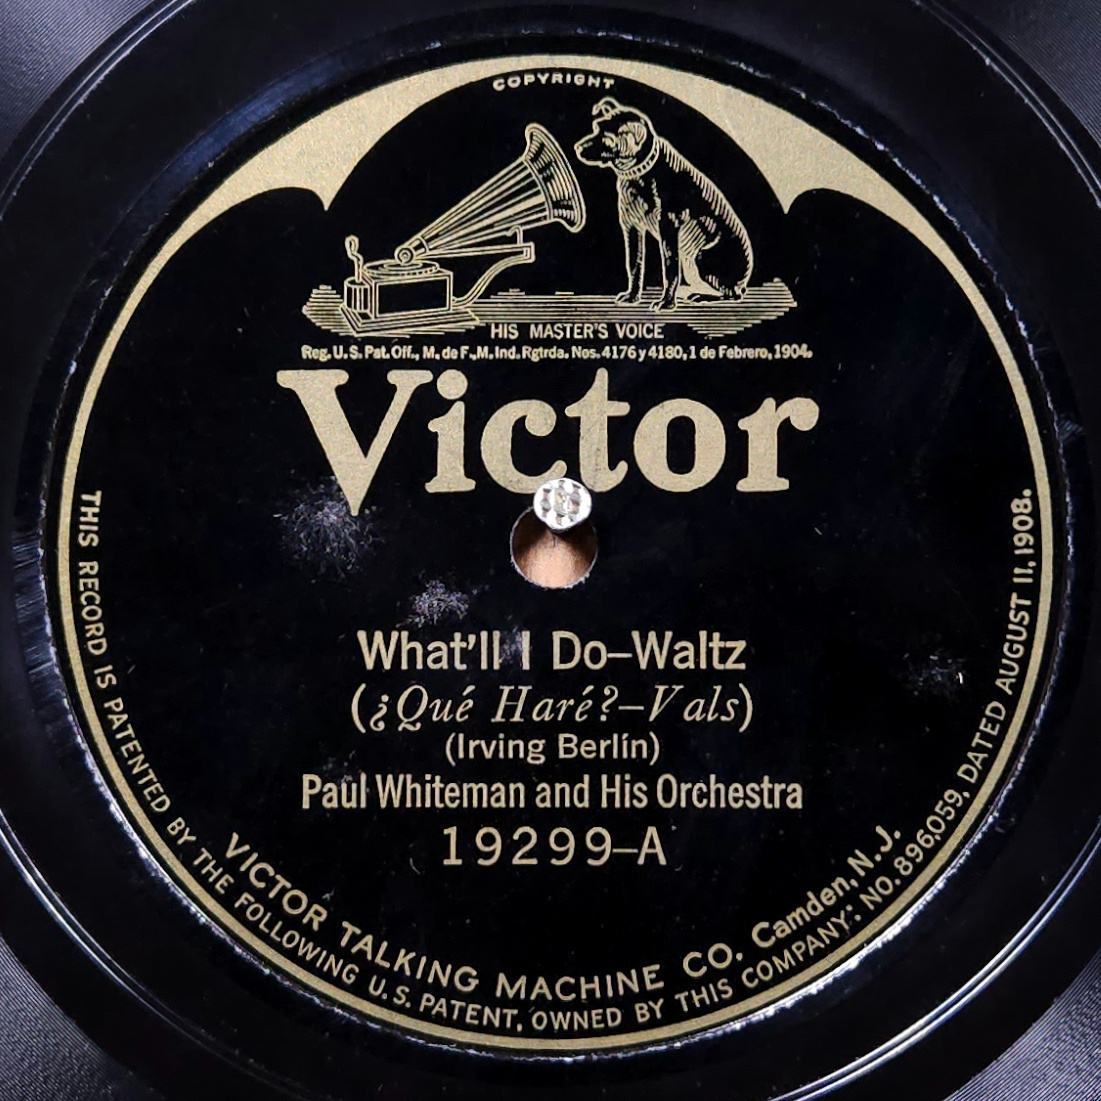 COPYRIGHT
HIS MASTER'S VOICE
Reg. U. S. Pat. Off., M. de F., M. Ind. Rgtrda. Nos. 4176 y 4180, 1 de Febrero, 1904.
Victor
What'll I Do–Waltz
(¿Qué Haré?–Vals)
(Irving Berlin)
Paul Whiteman and His Orchestra
19299–A
VICTOR TALKING MACHINE CO. Camden, N. J.
THIS RECORD IS PATENTED BY THE FOLLOWING U. S. PATENT, OWNED BY THIS COMPANY: NO. 896,059, DATED AUGUST 11, 1908.